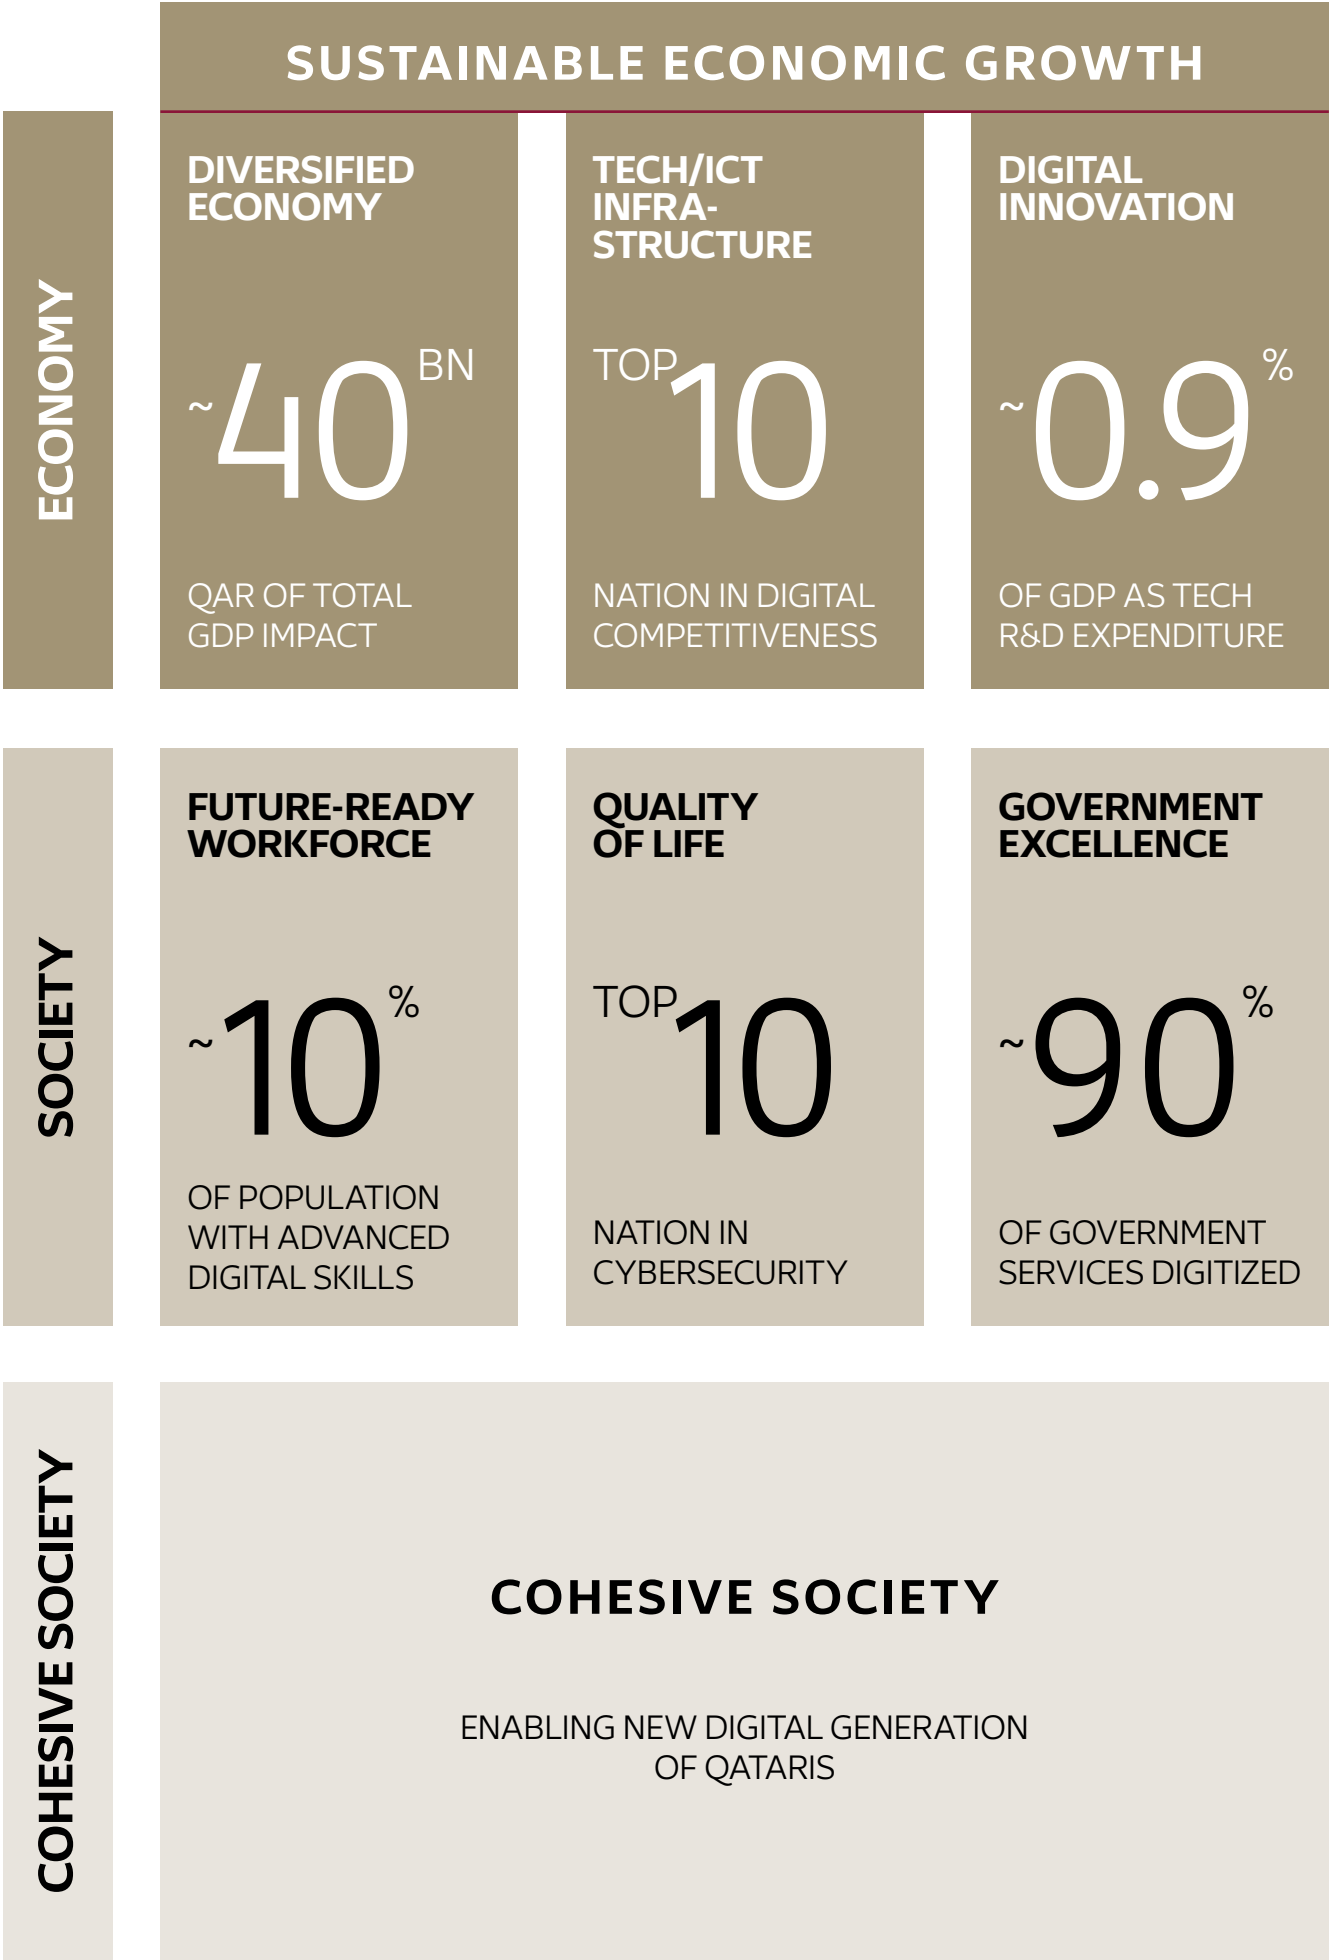 SUSTAINABLE ECONOMIC GROWTH
ECONOMY
DIVERSIFIED
ECONOMY
~40 BN
QAR OF TOTAL
GDP IMPACT
TECH/ICT
INFRA-
STRUCTURE
TOP 10
NATION IN DIGITAL
COMPETITIVENESS
DIGITAL
INNOVATION
~0.9%
OF GDP AS TECH
R&D EXPENDITURE
SOCIETY
FUTURE-READY
WORKFORCE
~10%
OF POPULATION
WITH ADVANCED
DIGITAL SKILLS
QUALITY
OF LIFE
TOP 10
NATION IN
CYBERSECURITY
GOVERNMENT
EXCELLENCE
~90%
OF GOVERNMENT
SERVICES DIGITIZED
COHESIVE SOCIETY
COHESIVE SOCIETY
ENABLING NEW DIGITAL GENERATION
OF QATARIS